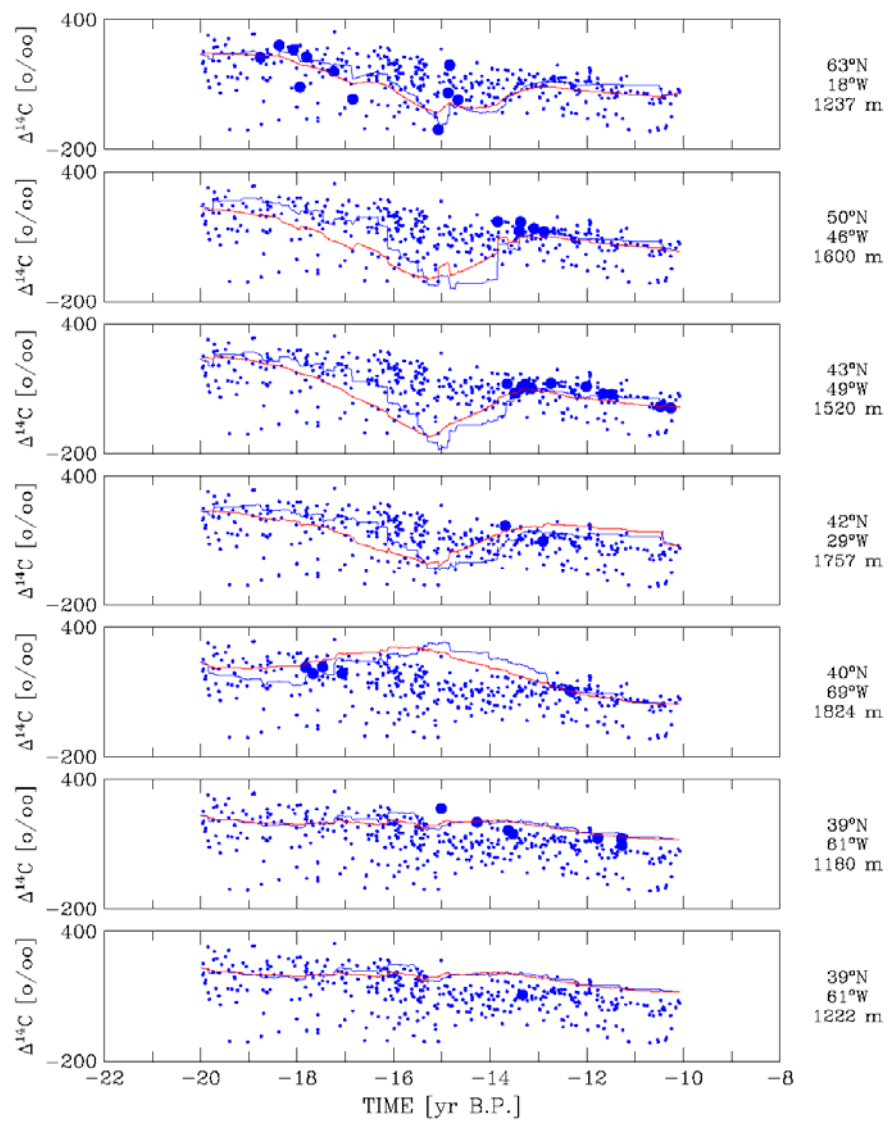 400
Δ¹⁴C [o/oo]
-200
63°N
18°W
1237 m
400
Δ¹⁴C [o/oo]
-200
50°N
46°W
1600 m
400
Δ¹⁴C [o/oo]
-200
43°N
49°W
1520 m
400
Δ¹⁴C [o/oo]
-200
42°N
29°W
1757 m
400
Δ¹⁴C [o/oo]
-200
40°N
69°W
1824 m
400
Δ¹⁴C [o/oo]
-200
39°N
61°W
1180 m
400
Δ¹⁴C [o/oo]
-200
39°N
61°W
1222 m
-22 -20 -18 -16 -14 -12 -10 -8
TIME [yr B.P.]